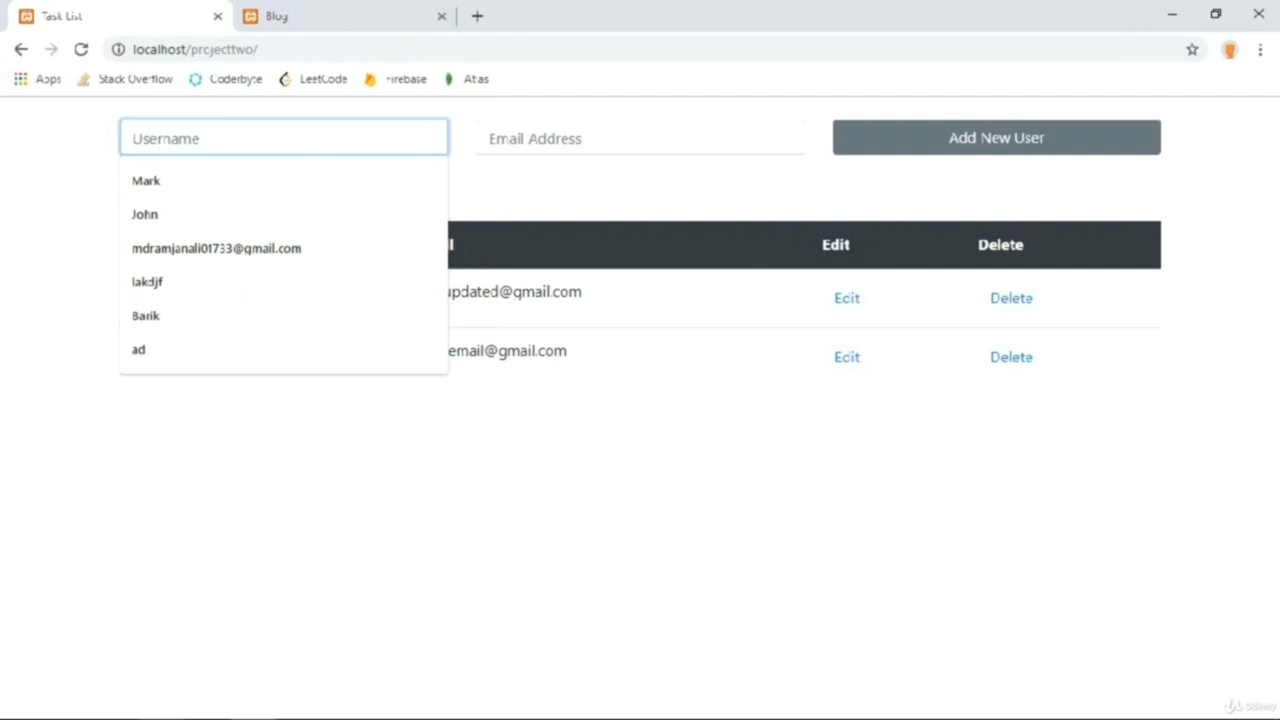 Task List
Blog
localhost/projecttwo/
Apps Stack Overflow Coderbyte LeetCode Firebase Atlas
Username Email Address Add New User
Mark
John
mdramjanali01733@gmail.com
lakdjf
Barik
ad
l Edit Delete
updated@gmail.com Edit Delete
email@gmail.com Edit Delete
Udemy